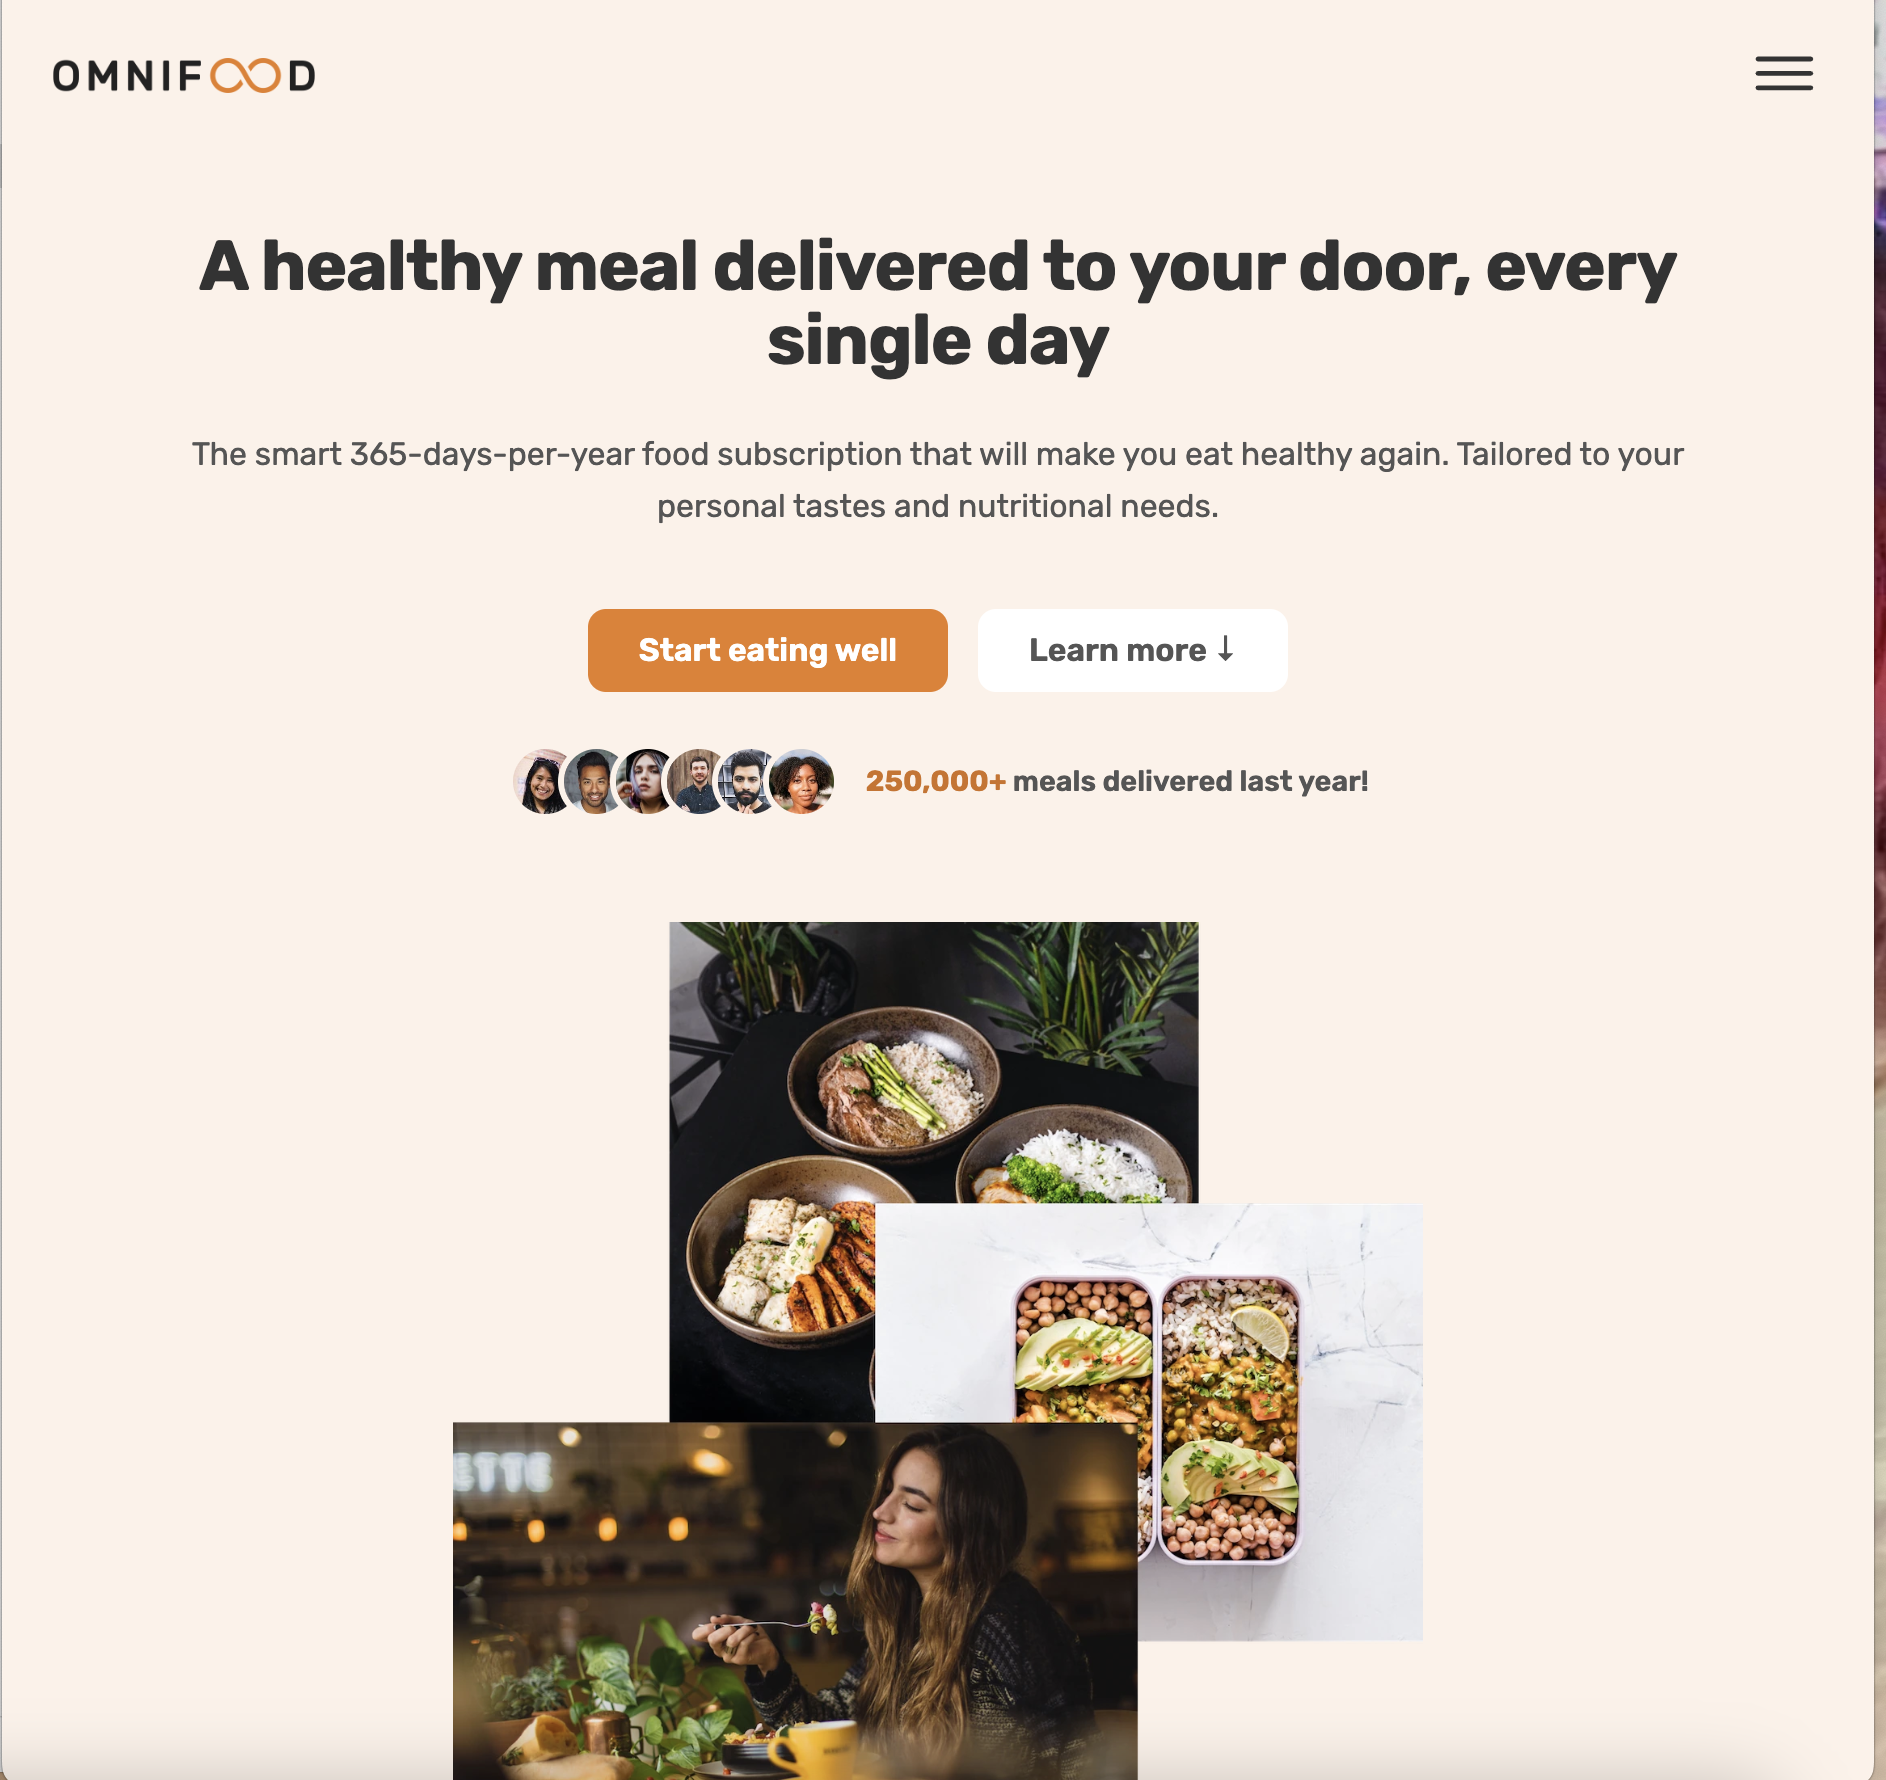 OMNIFOOD
A healthy meal delivered to your door, every
single day
The smart 365-days-per-year food subscription that will make you eat healthy again. Tailored to your
personal tastes and nutritional needs.
Start eating well
Learn more ↓
250,000+ meals delivered last year!
ETTE